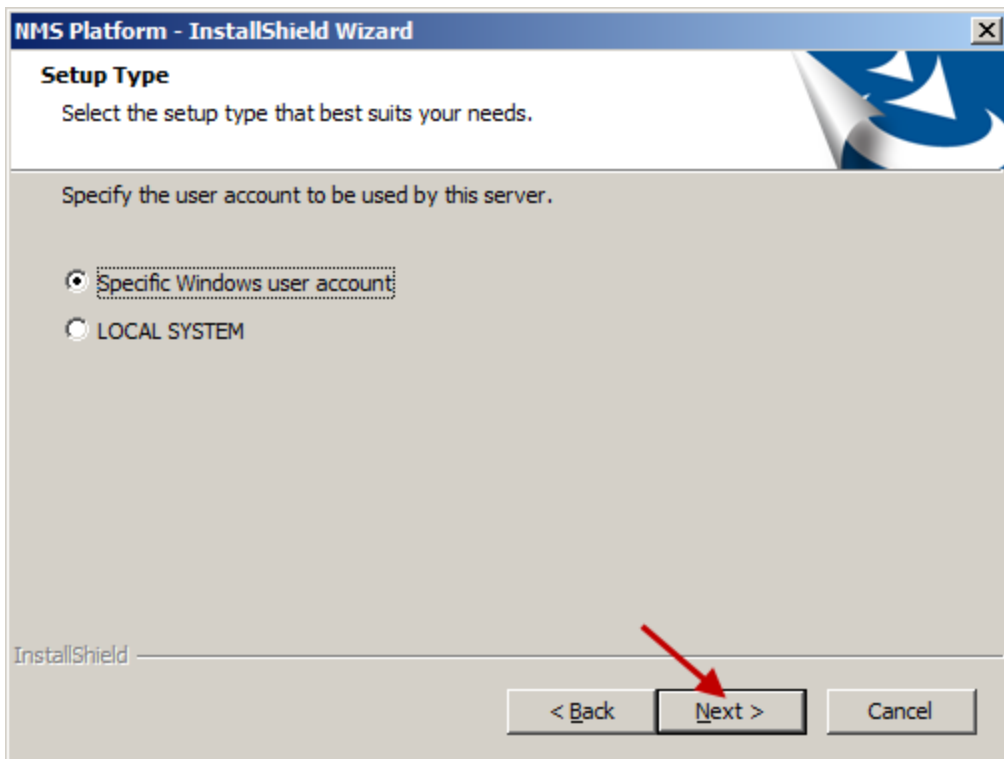 NMS Platform - InstallShield Wizard
Setup Type
Select the setup type that best suits your needs.
Specify the user account to be used by this server.
Specific Windows user account
LOCAL SYSTEM
InstallShield
< Back
Next >
Cancel